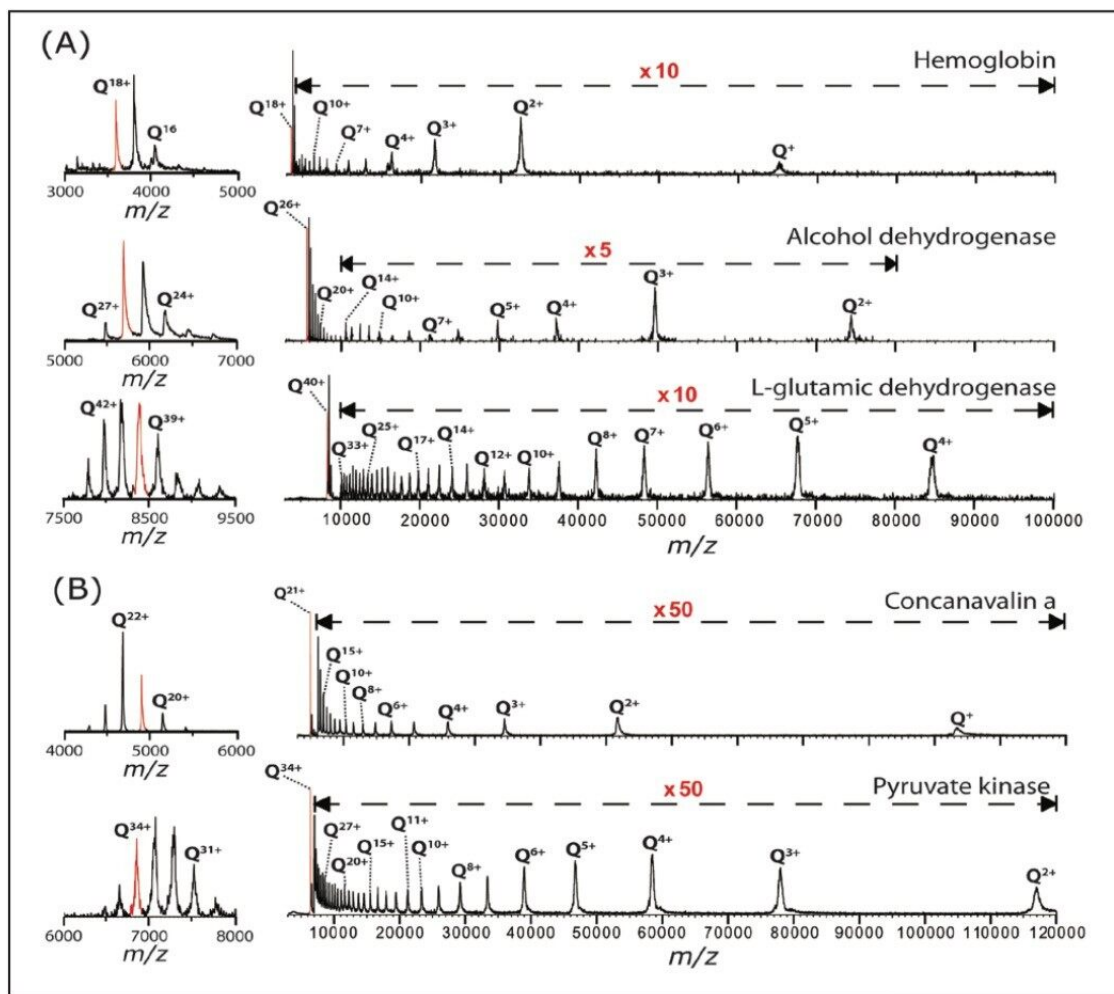 (A)
Hemoglobin
x 10
Q18+
Q16
3000 4000 5000
m/z
Q18+ Q10+ Q7+ Q4+ Q3+ Q2+ Q+
Alcohol dehydrogenase
x 5
Q27+ Q24+
5000 6000 7000
m/z
Q26+ Q20+ Q14+ Q10+ Q7+ Q5+ Q4+ Q3+ Q2+
L-glutamic dehydrogenase
x 10
Q42+ Q39+
7500 8500 9500
m/z
Q40+ Q33+ Q25+ Q17+ Q14+ Q12+ Q10+ Q8+ Q7+ Q6+ Q5+ Q4+
10000 20000 30000 40000 50000 60000 70000 80000 90000 100000
m/z
(B)
Concanavalin a
x 50
Q22+
Q20+
4000 5000 6000
Q21+ Q15+ Q10+ Q8+ Q6+ Q4+ Q3+ Q2+ Q+
Pyruvate kinase
x 50
Q34+ Q31+
6000 7000 8000
Q34+ Q27+ Q20+ Q15+ Q11+ Q10+ Q8+ Q6+ Q5+ Q4+ Q3+ Q2+
10000 20000 30000 40000 50000 60000 70000 80000 90000 100000 110000 120000
m/z